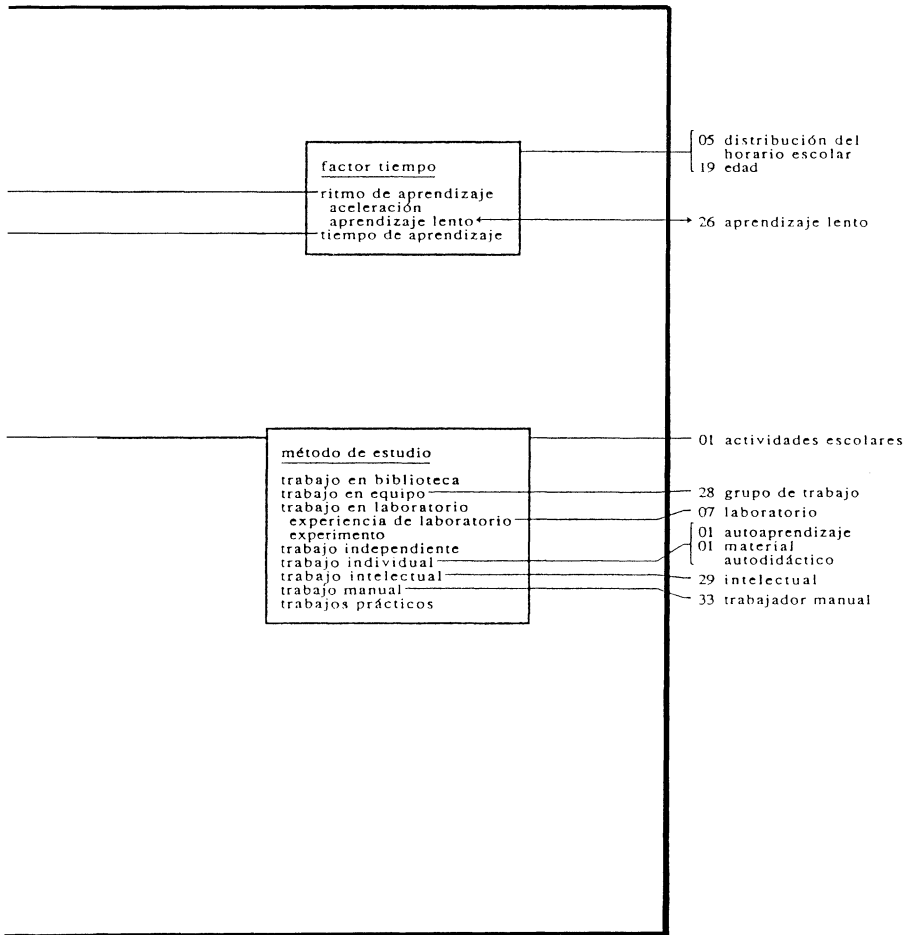 factor tiempo
ritmo de aprendizaje
aceleración
aprendizaje lento
tiempo de aprendizaje
05 distribución del
horario escolar
19 edad
26 aprendizaje lento
método de estudio
trabajo en biblioteca
trabajo en equipo
trabajo en laboratorio
experiencia de laboratorio
experimento
trabajo independiente
trabajo individual
trabajo intelectual
trabajo manual
trabajos prácticos
01 actividades escolares
28 grupo de trabajo
07 laboratorio
01 autoaprendizaje
01 material
autodidáctico
29 intelectual
33 trabajador manual